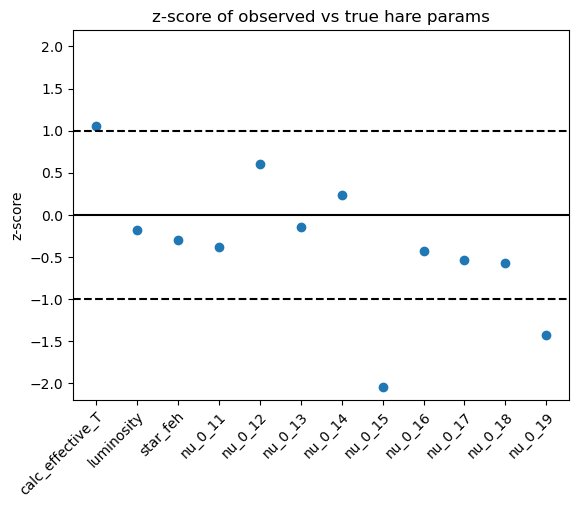 z-score of observed vs true hare params
z-score
2.0
1.5
1.0
0.5
0.0
−0.5
−1.0
−1.5
−2.0
calc_effective_T
luminosity
star_feh
nu_0_11
nu_0_12
nu_0_13
nu_0_14
nu_0_15
nu_0_16
nu_0_17
nu_0_18
nu_0_19